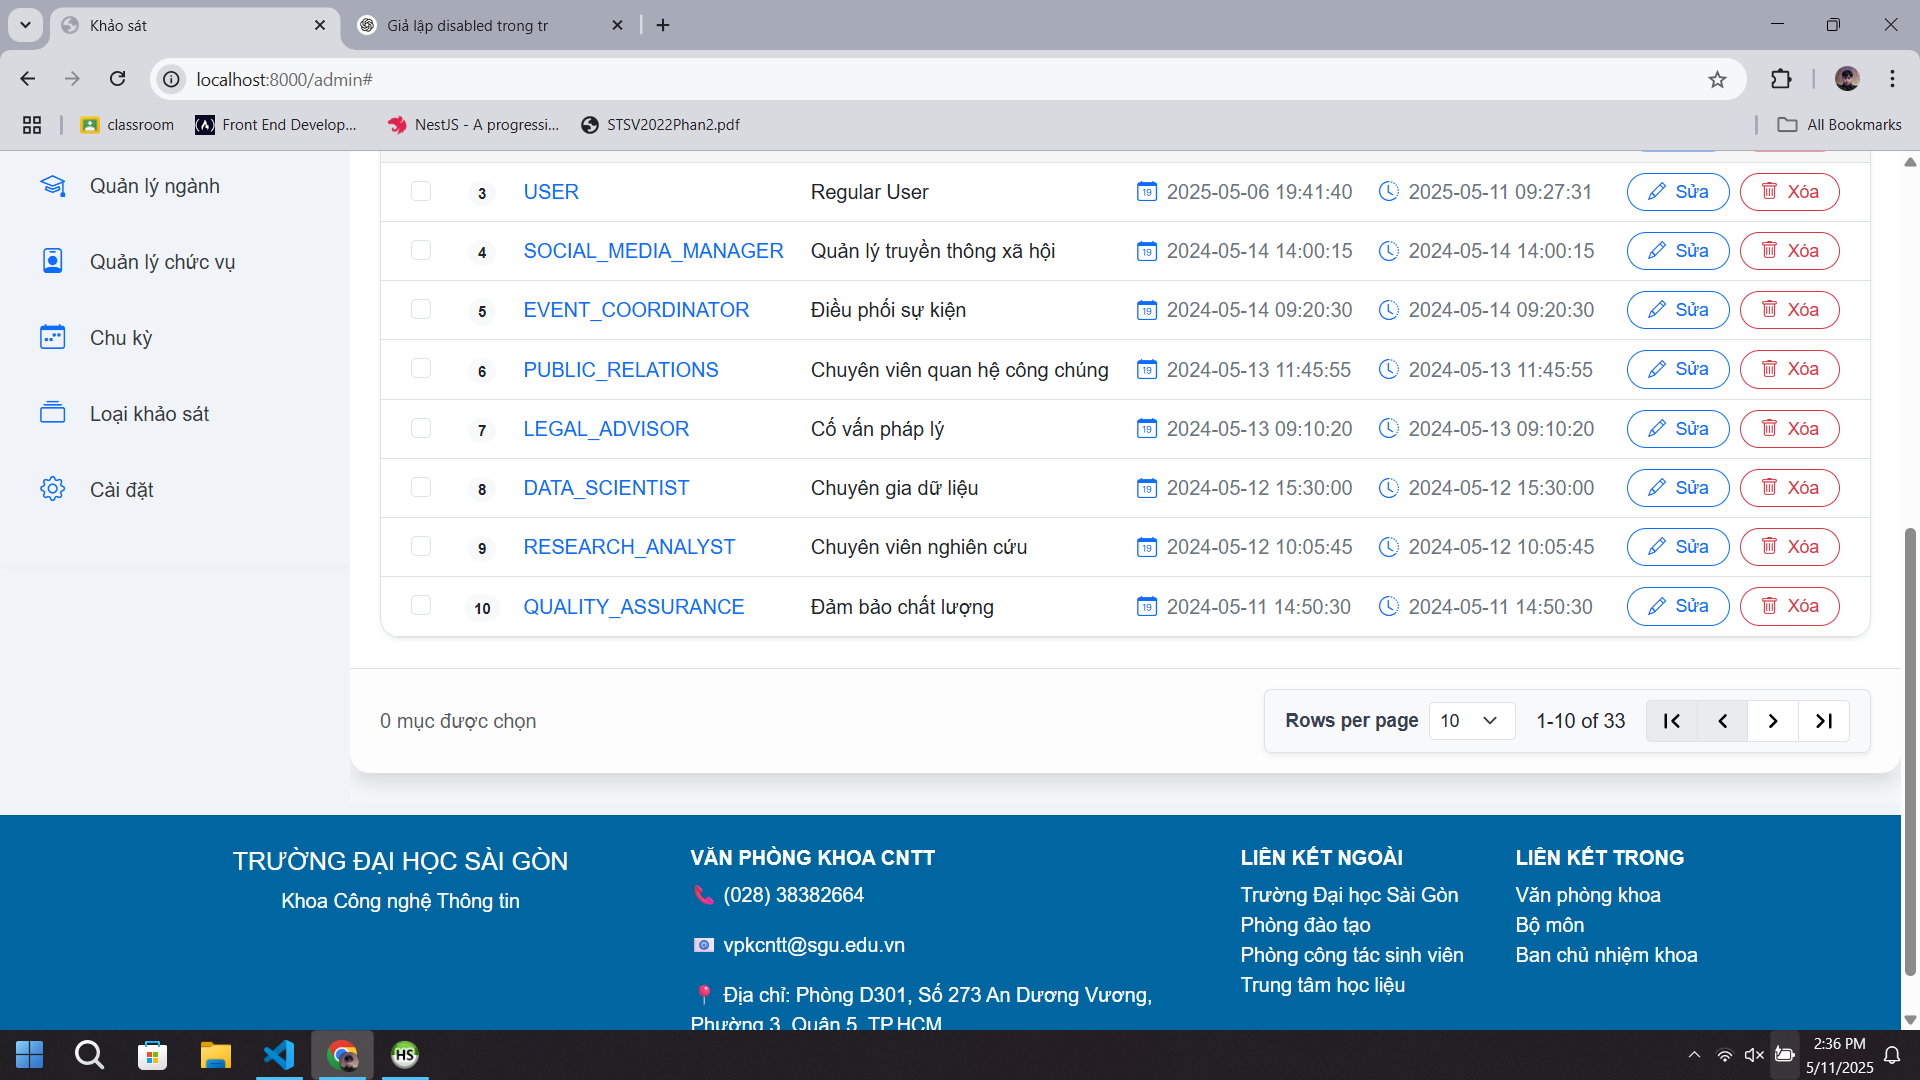 Khảo sát
Giả lập disabled trong tr
localhost:8000/admin#
classroom
Front End Develop...
NestJS - A progressi...
STSV2022Phan2.pdf
All Bookmarks
Quản lý ngành
Quản lý chức vụ
Chu kỳ
Loại khảo sát
Cài đặt
3 USER Regular User 19 2025-05-06 19:41:40 2025-05-11 09:27:31 Sửa Xóa
4 SOCIAL_MEDIA_MANAGER Quản lý truyền thông xã hội 19 2024-05-14 14:00:15 2024-05-14 14:00:15 Sửa Xóa
5 EVENT_COORDINATOR Điều phối sự kiện 19 2024-05-14 09:20:30 2024-05-14 09:20:30 Sửa Xóa
6 PUBLIC_RELATIONS Chuyên viên quan hệ công chúng 19 2024-05-13 11:45:55 2024-05-13 11:45:55 Sửa Xóa
7 LEGAL_ADVISOR Cố vấn pháp lý 19 2024-05-13 09:10:20 2024-05-13 09:10:20 Sửa Xóa
8 DATA_SCIENTIST Chuyên gia dữ liệu 19 2024-05-12 15:30:00 2024-05-12 15:30:00 Sửa Xóa
9 RESEARCH_ANALYST Chuyên viên nghiên cứu 19 2024-05-12 10:05:45 2024-05-12 10:05:45 Sửa Xóa
10 QUALITY_ASSURANCE Đảm bảo chất lượng 19 2024-05-11 14:50:30 2024-05-11 14:50:30 Sửa Xóa
0 mục được chọn
Rows per page 10 1-10 of 33
TRƯỜNG ĐẠI HỌC SÀI GÒN
Khoa Công nghệ Thông tin
VĂN PHÒNG KHOA CNTT
(028) 38382664
vpkcntt@sgu.edu.vn
Địa chỉ: Phòng D301, Số 273 An Dương Vương,
Phường 3, Quận 5, TP.HCM
LIÊN KẾT NGOÀI
Trường Đại học Sài Gòn
Phòng đào tạo
Phòng công tác sinh viên
Trung tâm học liệu
LIÊN KẾT TRONG
Văn phòng khoa
Bộ môn
Ban chủ nhiệm khoa
HS
2:36 PM
5/11/2025